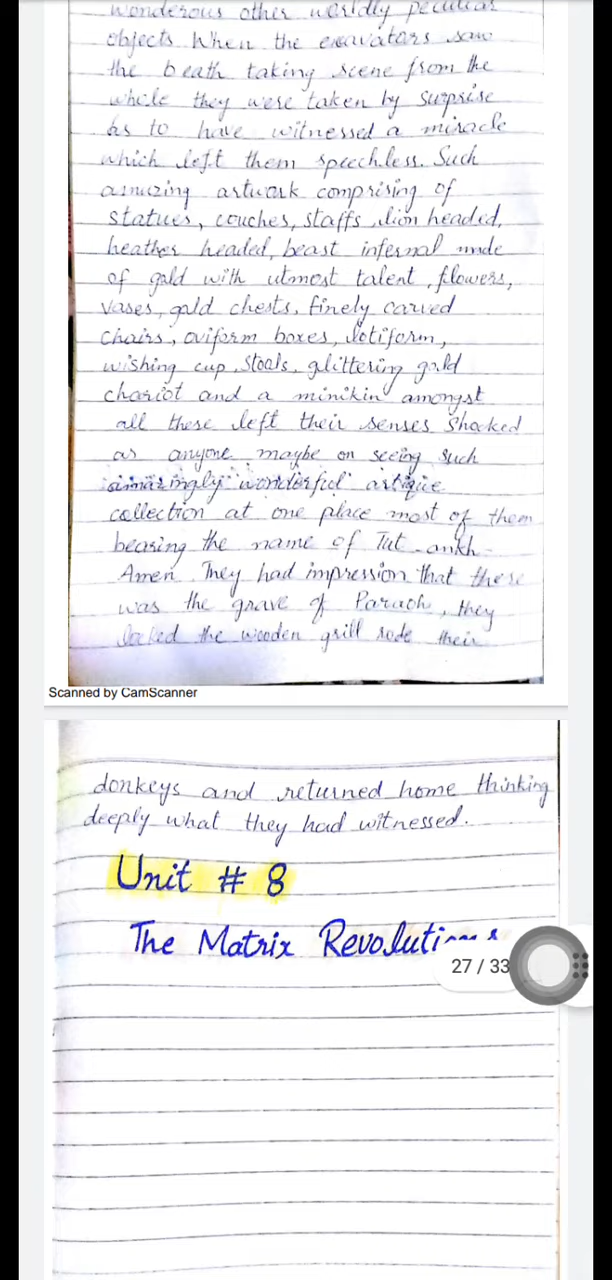 wonderous other worldly peculiar
objects When the excavators saw
the beath taking scene from the
whole they were taken by surprise
as to have witnessed a miracle
which left them speechless. Such
amazing artwork comprising of
statues, couches, staffs, lion headed,
heather headed, beast infernal made
of gold with utmost talent, flowers,
vases, gold chests, finely carved
chairs, oviform boxes, lotiform,
wishing cup, stools, glittering gold
chariot and a minikin amongst
all these left their senses shocked
as anyone maybe on seeing such
amazingly wonderful artique
collection at one place most of them
bearing the name of Tut-ankh-
Amen. They had impression that there
was the grave of Paraoh, they
locked the wooden grill rode their
Scanned by CamScanner
donkeys and returned home thinking
deeply what they had witnessed.
Unit # 8
The Matrix Revolutions
27 / 33